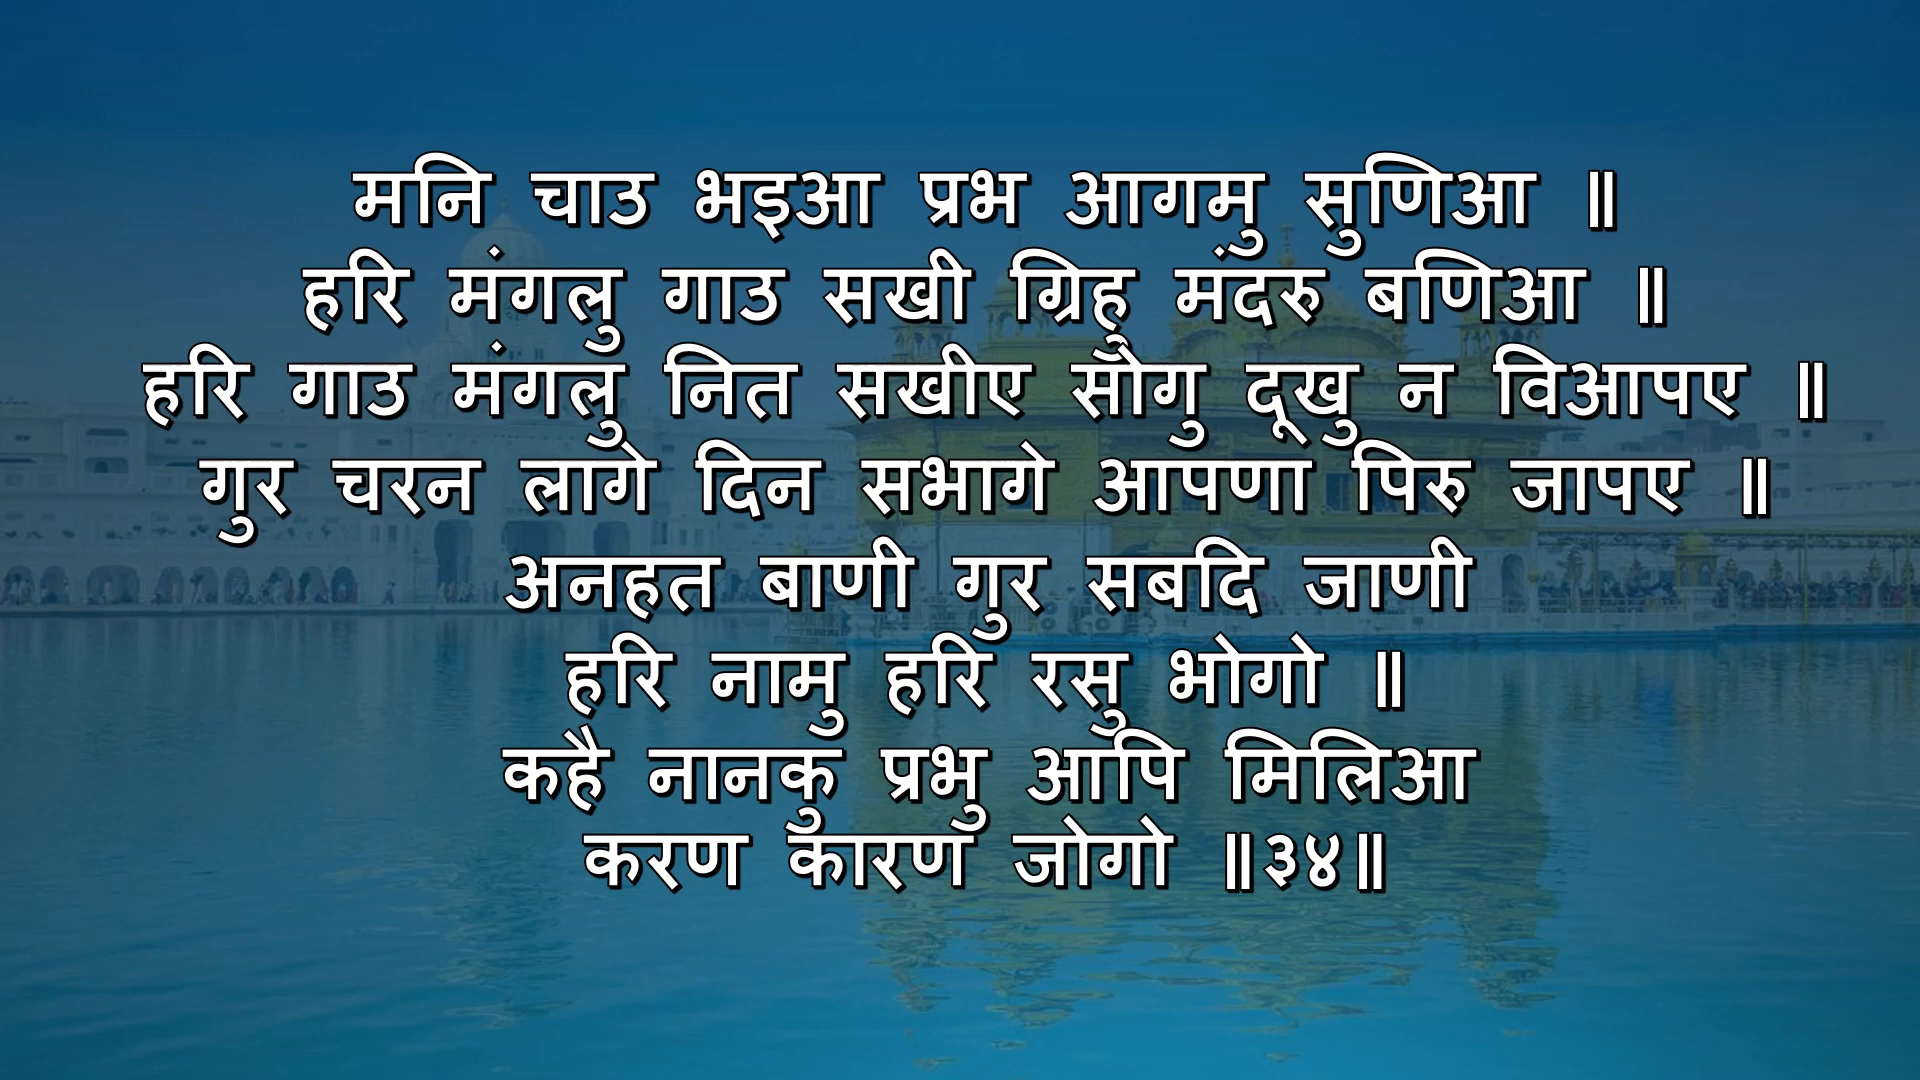 मनि चाउ भइआ प्रभ आगमु सुणिआ ॥
हरि मंगलु गाउ सखी ग्रिहु मंदरु बणिआ ॥
हरि गाउ मंगलु नित सखीए सोगु दूखु न विआपए ॥
गुर चरन लागे दिन सभागे आपणा पिरु जापए ॥
अनहत बाणी गुर सबदि जाणी
हरि नामु हरि रसु भोगो ॥
कहै नानकु प्रभु आपि मिलिआ
करण कारण जोगो ॥३४॥